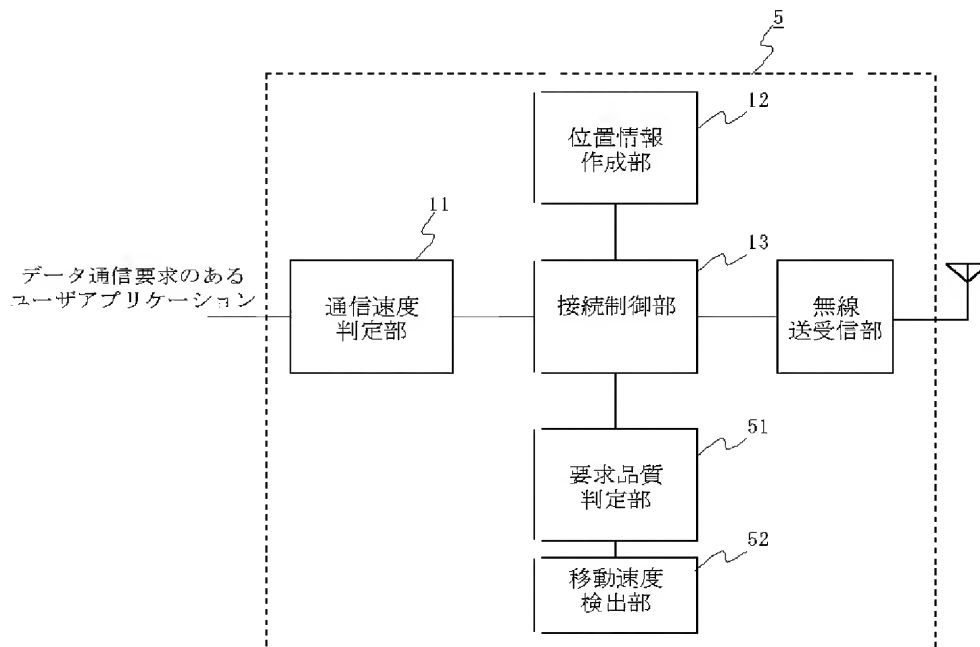 5
12
位置情報
作成部
11
13
データ通信要求のある
ユーザアプリケーション
通信速度
判定部
接続制御部
無線
送受信部
51
要求品質
判定部
52
移動速度
検出部